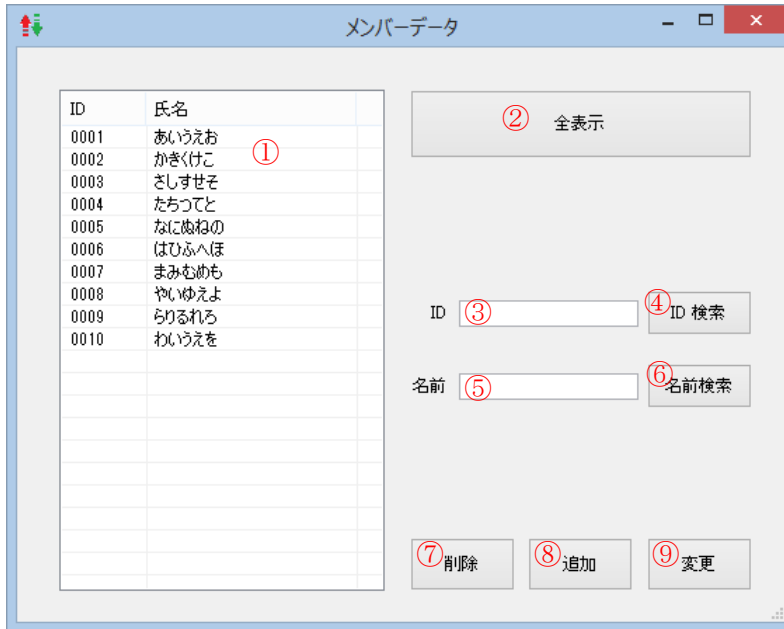 メンバーデータ
ID 氏名
0001 あいうえお
0002 かきくけこ
0003 さしすせそ
0004 たちつてと
0005 なにぬねの
0006 はひふへほ
0007 まみむめも
0008 やいゆえよ
0009 らりるれろ
0010 わいうえを
①
② 全表示
ID ③ ④ ID 検索
名前 ⑤ ⑥ 名前検索
⑦ 削除 ⑧ 追加 ⑨ 変更